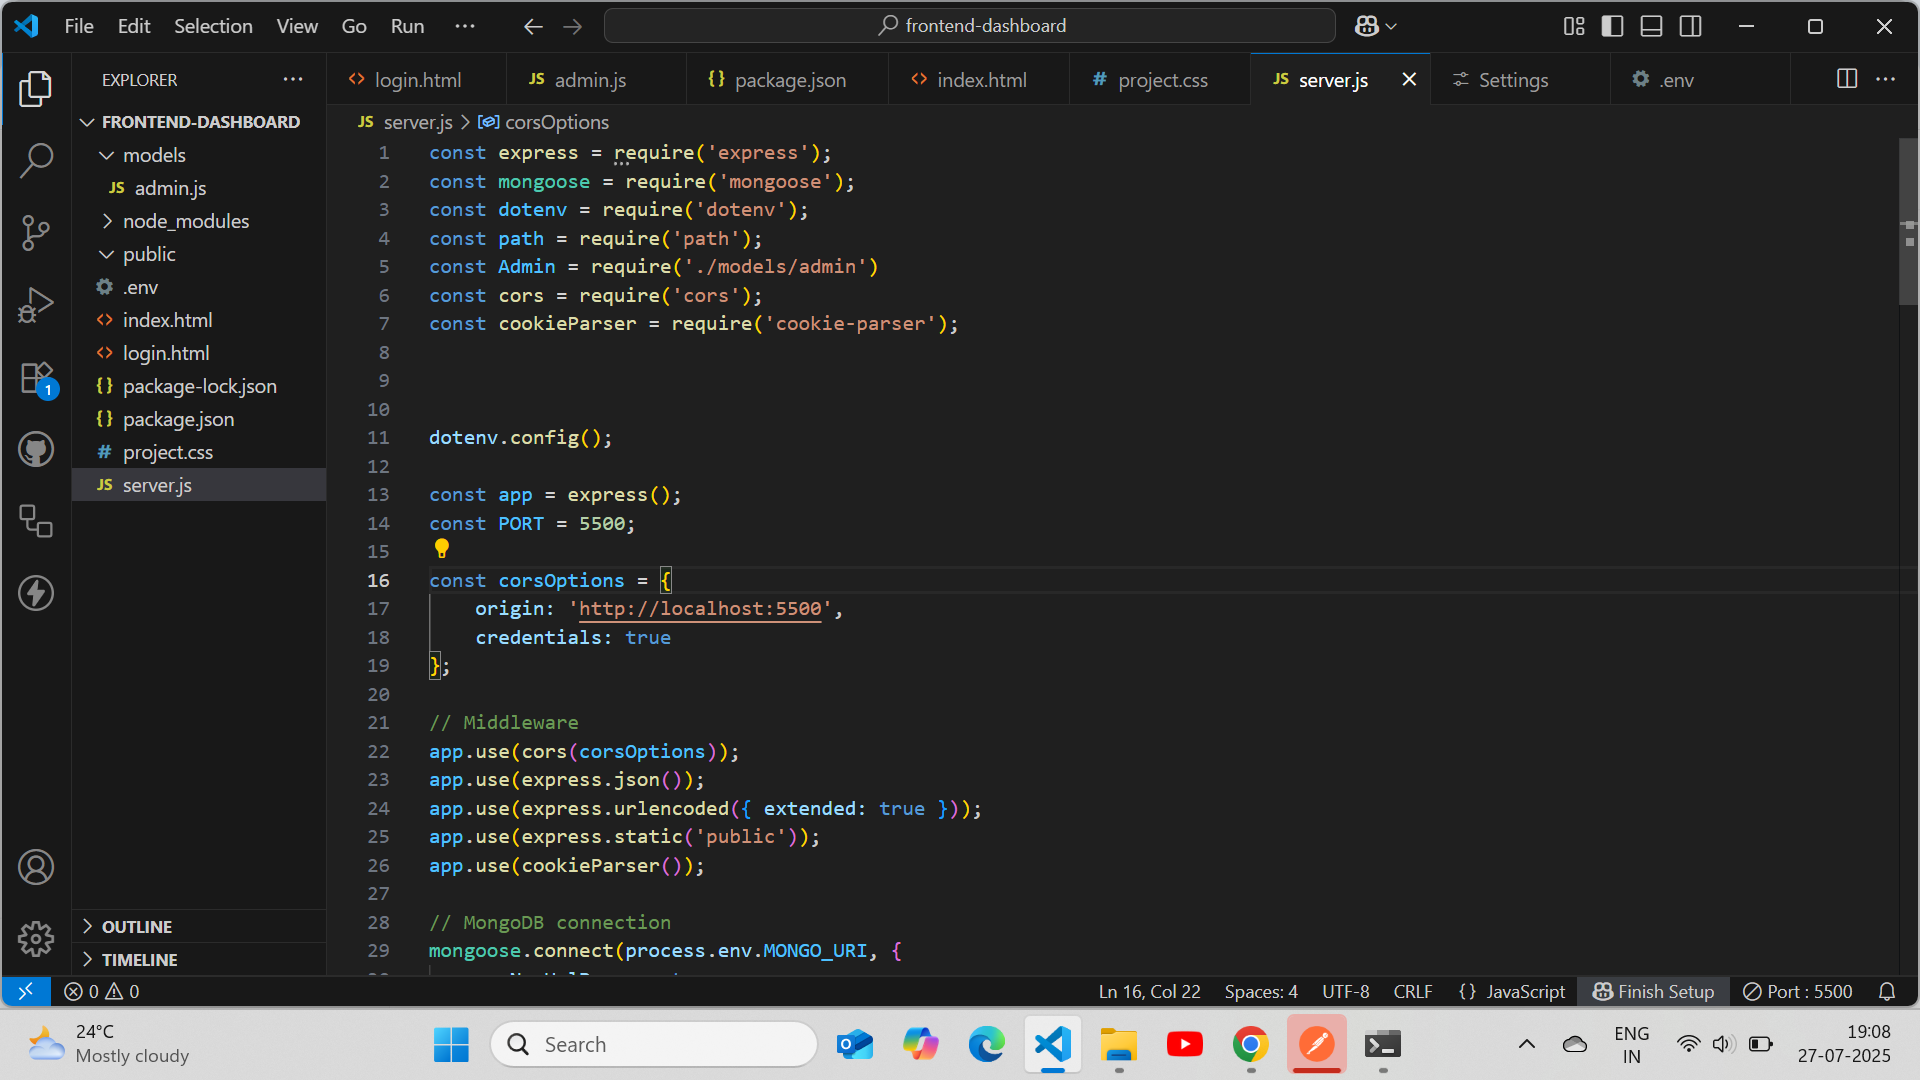 File Edit Selection View Go Run ··· frontend-dashboard
EXPLORER ···
login.html JS admin.js {} package.json index.html # project.css JS server.js Settings .env ···
JS server.js > corsOptions
FRONTEND-DASHBOARD
models
JS admin.js
node_modules
public
.env
index.html
login.html
{} package-lock.json
{} package.json
# project.css
JS server.js
OUTLINE
TIMELINE
1
1 const express = require('express');
2 const mongoose = require('mongoose');
3 const dotenv = require('dotenv');
4 const path = require('path');
5 const Admin = require('./models/admin')
6 const cors = require('cors');
7 const cookieParser = require('cookie-parser');
8
9
10
11 dotenv.config();
12
13 const app = express();
14 const PORT = 5500;
15
16 const corsOptions = {
17 origin: 'http://localhost:5500',
18 credentials: true
19 };
20
21 // Middleware
22 app.use(cors(corsOptions));
23 app.use(express.json());
24 app.use(express.urlencoded({ extended: true }));
25 app.use(express.static('public'));
26 app.use(cookieParser());
27
28 // MongoDB connection
29 mongoose.connect(process.env.MONGO_URI, {
0 0 Ln 16, Col 22 Spaces: 4 UTF-8 CRLF {} JavaScript Finish Setup Port : 5500
24°C
Mostly cloudy
Search
ENG
IN
19:08
27-07-2025